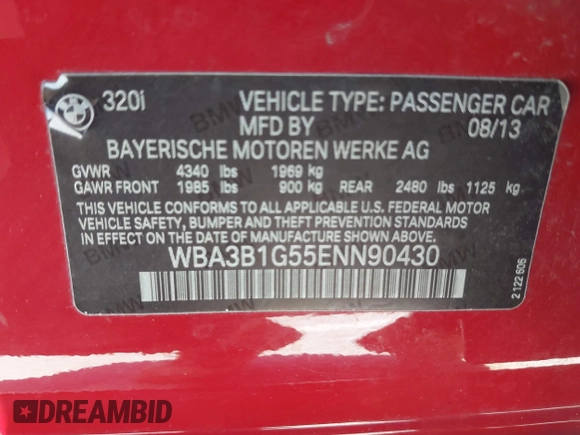 BMW 320i VEHICLE TYPE: PASSENGER CAR
MFD BY 08/13
BAYERISCHE MOTOREN WERKE AG
GVWR 4340 lbs 1969 kg
GAWR FRONT 1985 lbs 900 kg REAR 2480 lbs 1125 kg
THIS VEHICLE CONFORMS TO ALL APPLICABLE U.S. FEDERAL MOTOR
VEHICLE SAFETY, BUMPER AND THEFT PREVENTION STANDARDS
IN EFFECT ON THE DATE OF MANUFACTURE SHOWN ABOVE.
WBA3B1G55ENN90430
2 122 606
DREAMBID